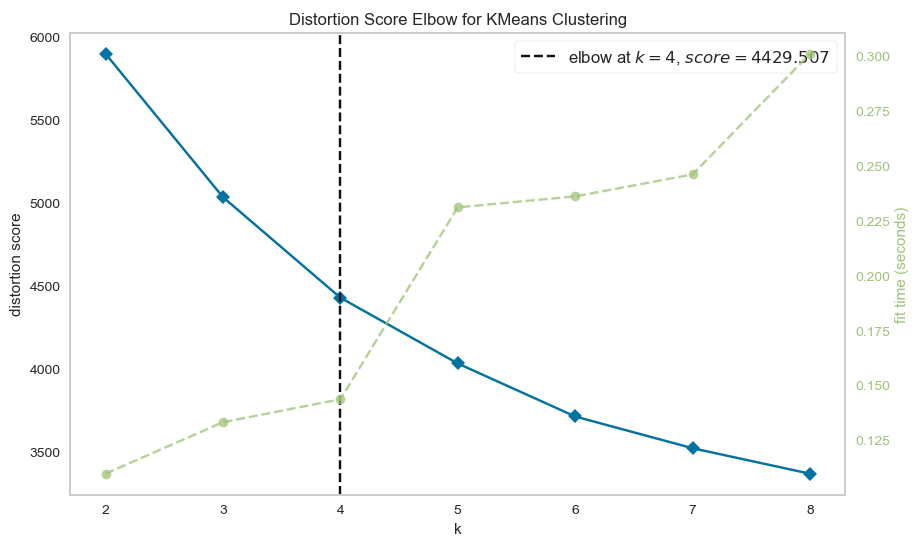 Distortion Score Elbow for KMeans Clustering
elbow at k = 4, score = 4429.507
6000
5500
5000
4500
4000
3500
distortion score
0.300
0.275
0.250
0.225
0.200
0.175
0.150
0.125
fit time (seconds)
2 3 4 5 6 7 8
k